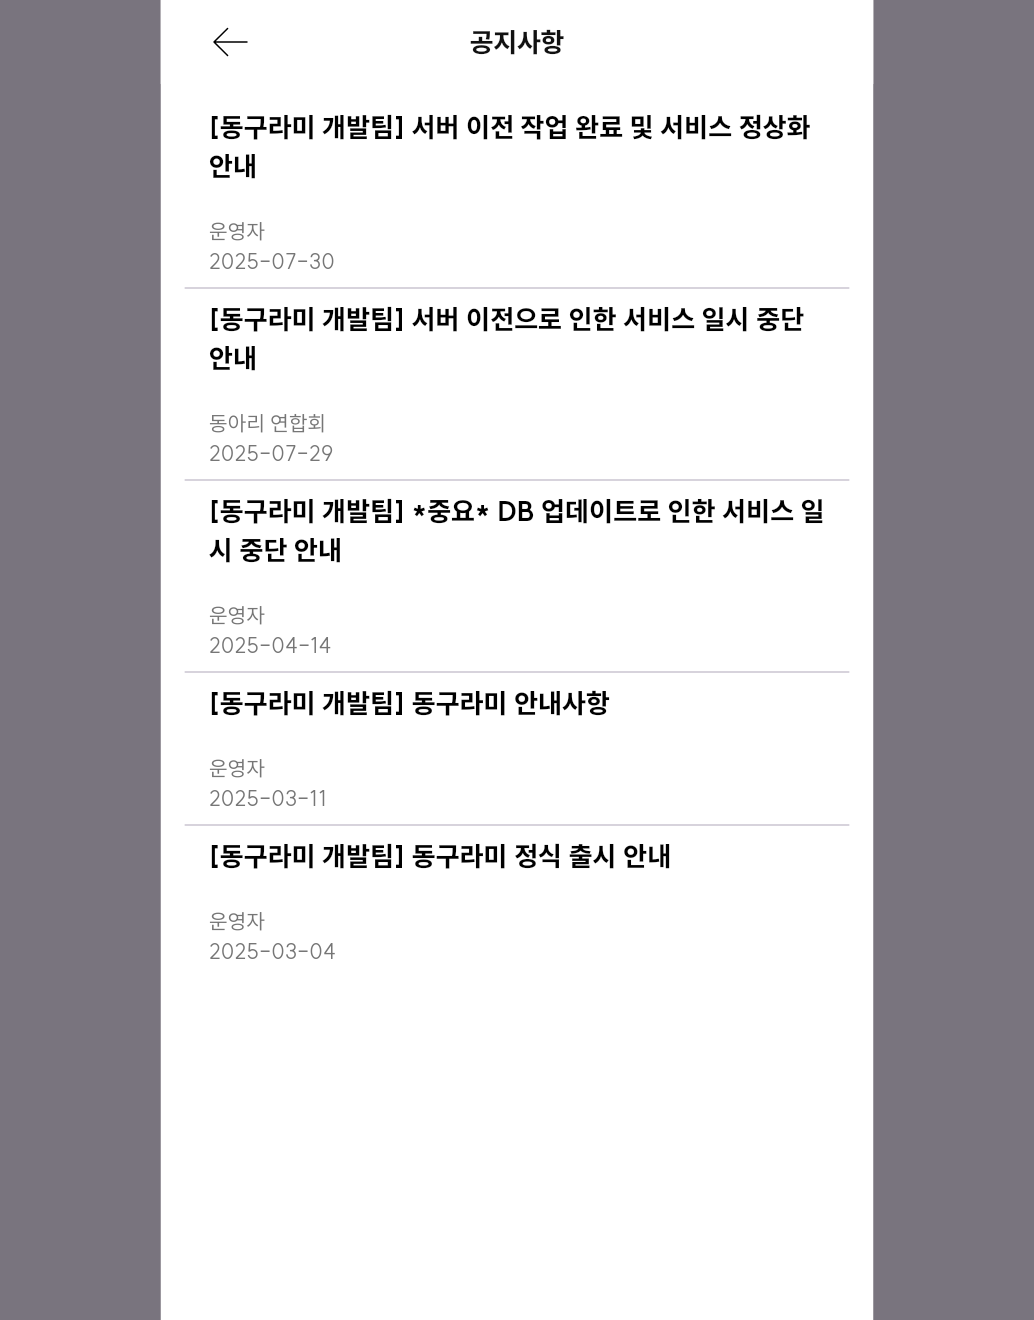 공지사항
[동구라미 개발팀] 서버 이전 작업 완료 및 서비스 정상화
안내
운영자
2025-07-30
[동구라미 개발팀] 서버 이전으로 인한 서비스 일시 중단
안내
동아리 연합회
2025-07-29
[동구라미 개발팀] *중요* DB 업데이트로 인한 서비스 일
시 중단 안내
운영자
2025-04-14
[동구라미 개발팀] 동구라미 안내사항
운영자
2025-03-11
[동구라미 개발팀] 동구라미 정식 출시 안내
운영자
2025-03-04